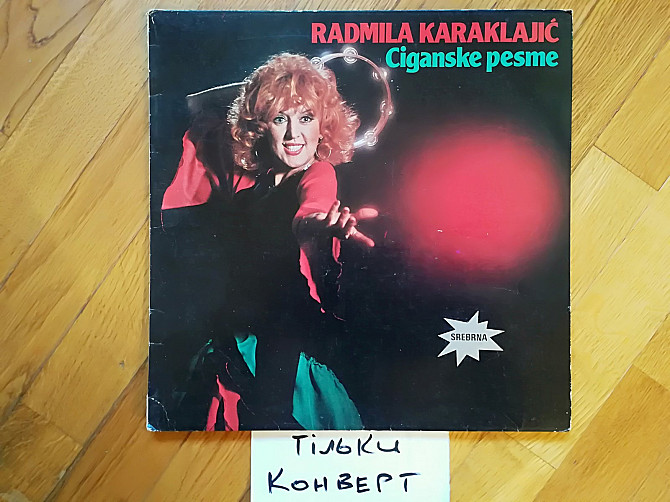 RADMILA KARAKLAJIĆ
Ciganske pesme
SREBRNA
Тільки
КОНВЕРТ